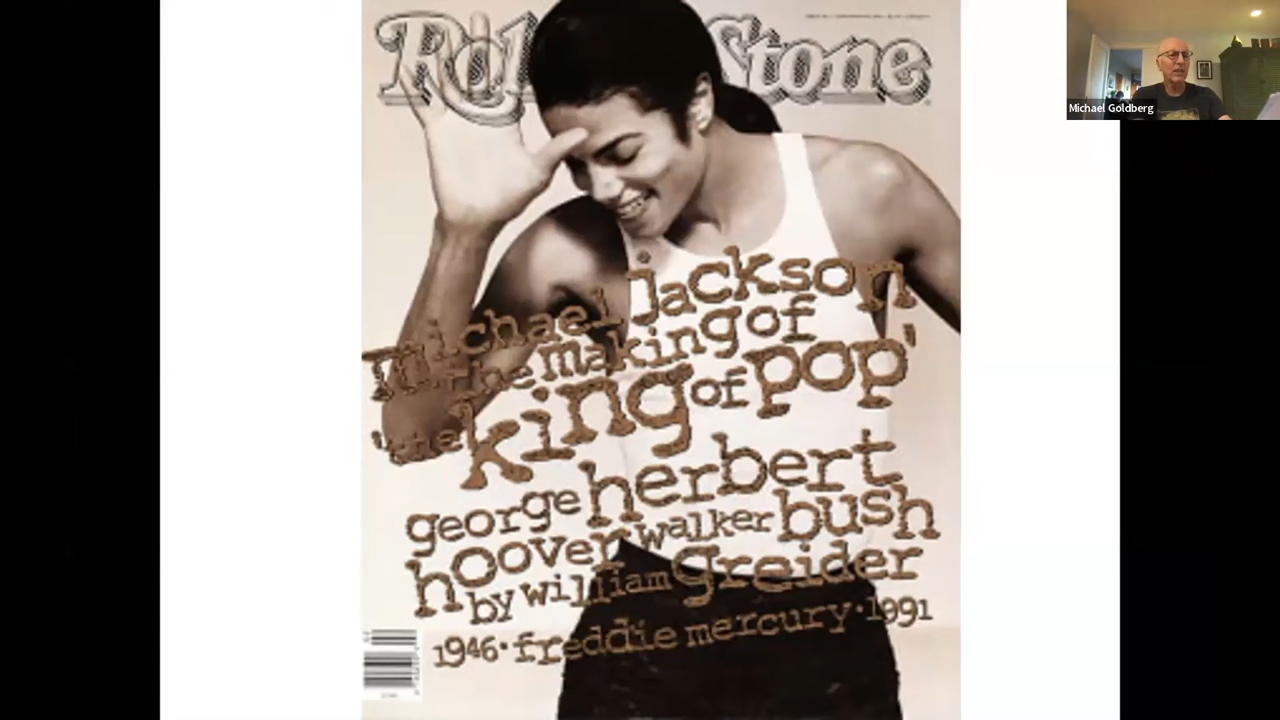 Rolling Stone
Michael Goldberg
michael jackson
the making of
'the king of pop'
george herbert
hoover walker bush
by william greider
1946·freddie mercury·1991